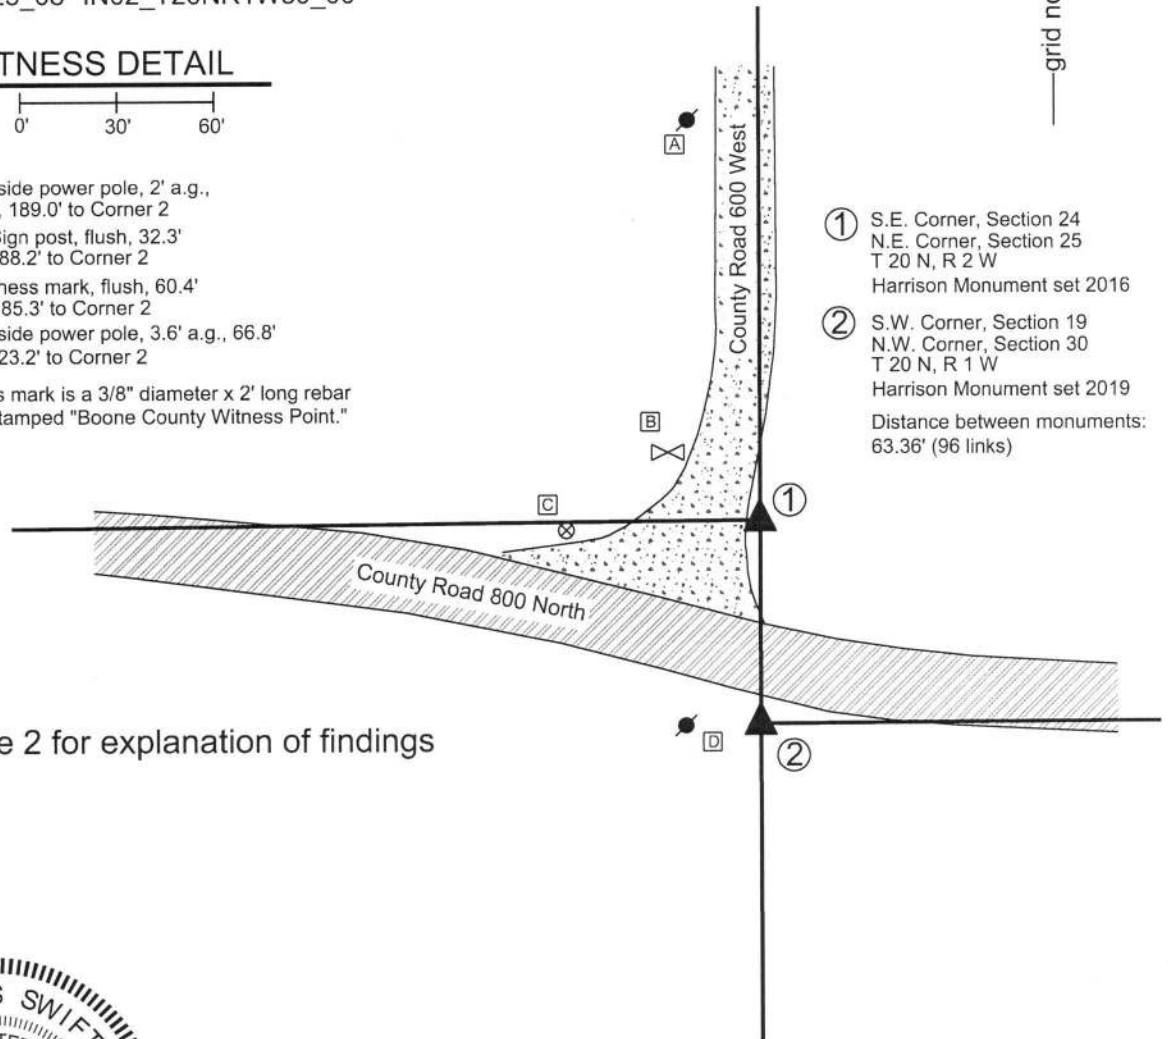 TNESS DETAIL
0' 30' 60'
side power pole, 2' a.g.,
, 189.0' to Corner 2
ign post, flush, 32.3'
88.2' to Corner 2
ness mark, flush, 60.4'
85.3' to Corner 2
side power pole, 3.6' a.g., 66.8'
23.2' to Corner 2
s mark is a 3/8" diameter x 2' long rebar
tamped "Boone County Witness Point."
A
County Road 600 West
grid no
① S.E. Corner, Section 24
N.E. Corner, Section 25
T 20 N, R 2 W
Harrison Monument set 2016
② S.W. Corner, Section 19
N.W. Corner, Section 30
T 20 N, R 1 W
Harrison Monument set 2019
Distance between monuments:
63.36' (96 links)
B
C
①
County Road 800 North
D
②
e 2 for explanation of findings
S SWIFT